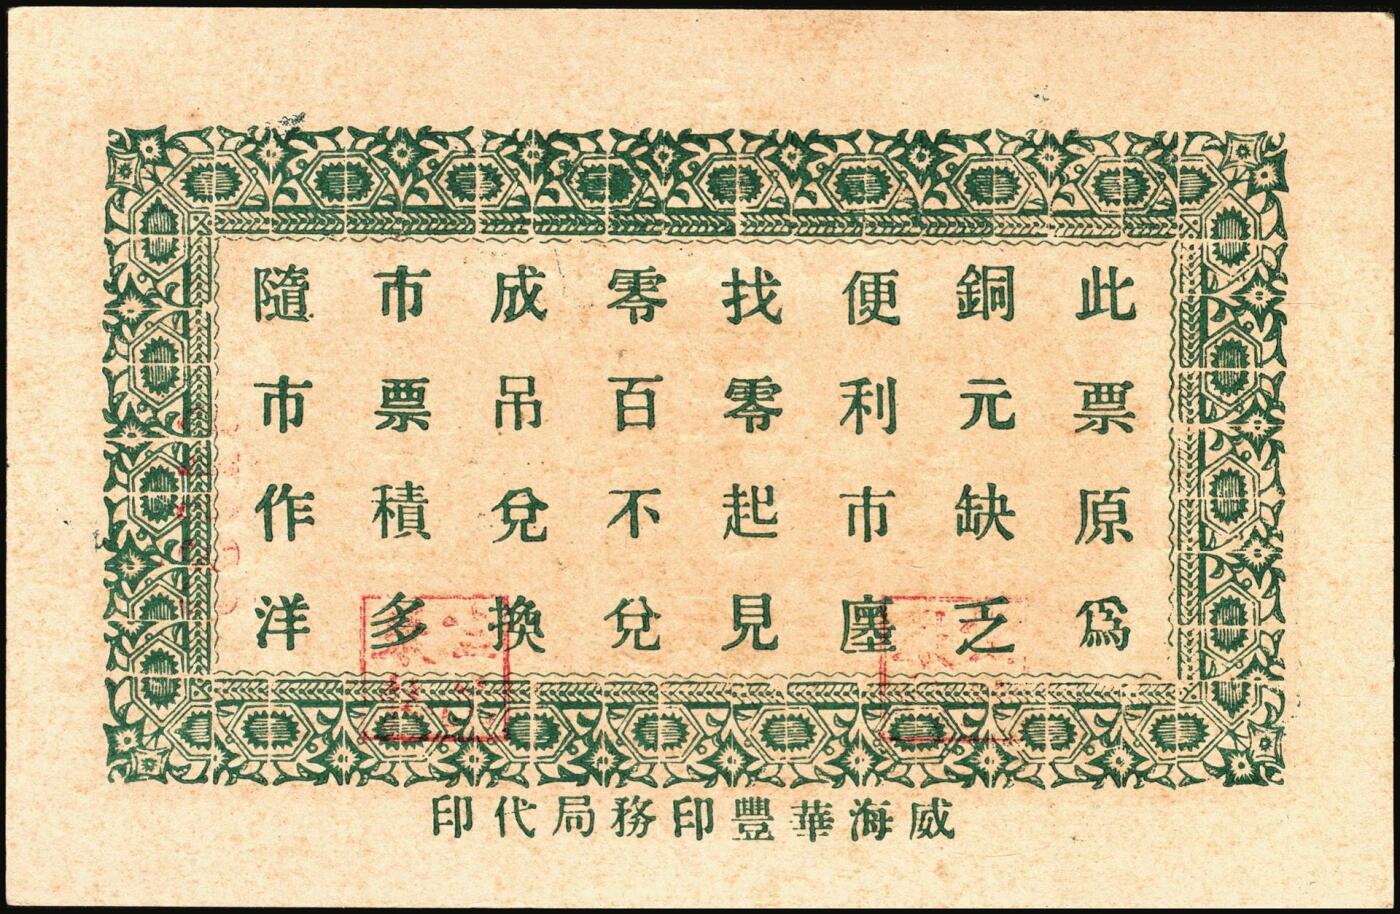 此票原爲
銅元缺乏
便利市廛
找零起見
零百不兌
成吊兌換
市票積多
隨市作洋
威海華豐印務局代印